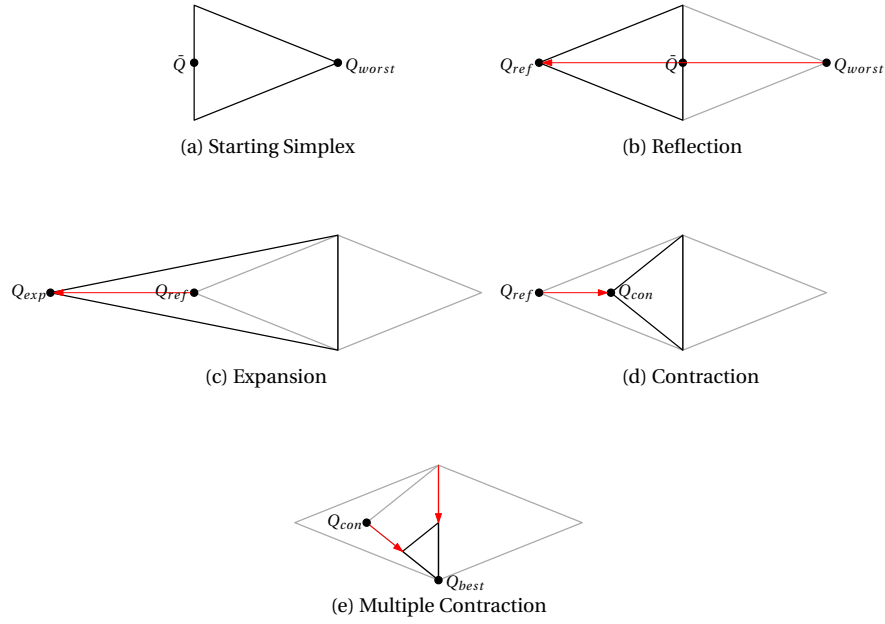 Q̄ Q_worst
(a) Starting Simplex
Q_ref Q̄ Q_worst
(b) Reflection
Q_exp Q_ref
(c) Expansion
Q_ref Q_con
(d) Contraction
Q_con
Q_best
(e) Multiple Contraction